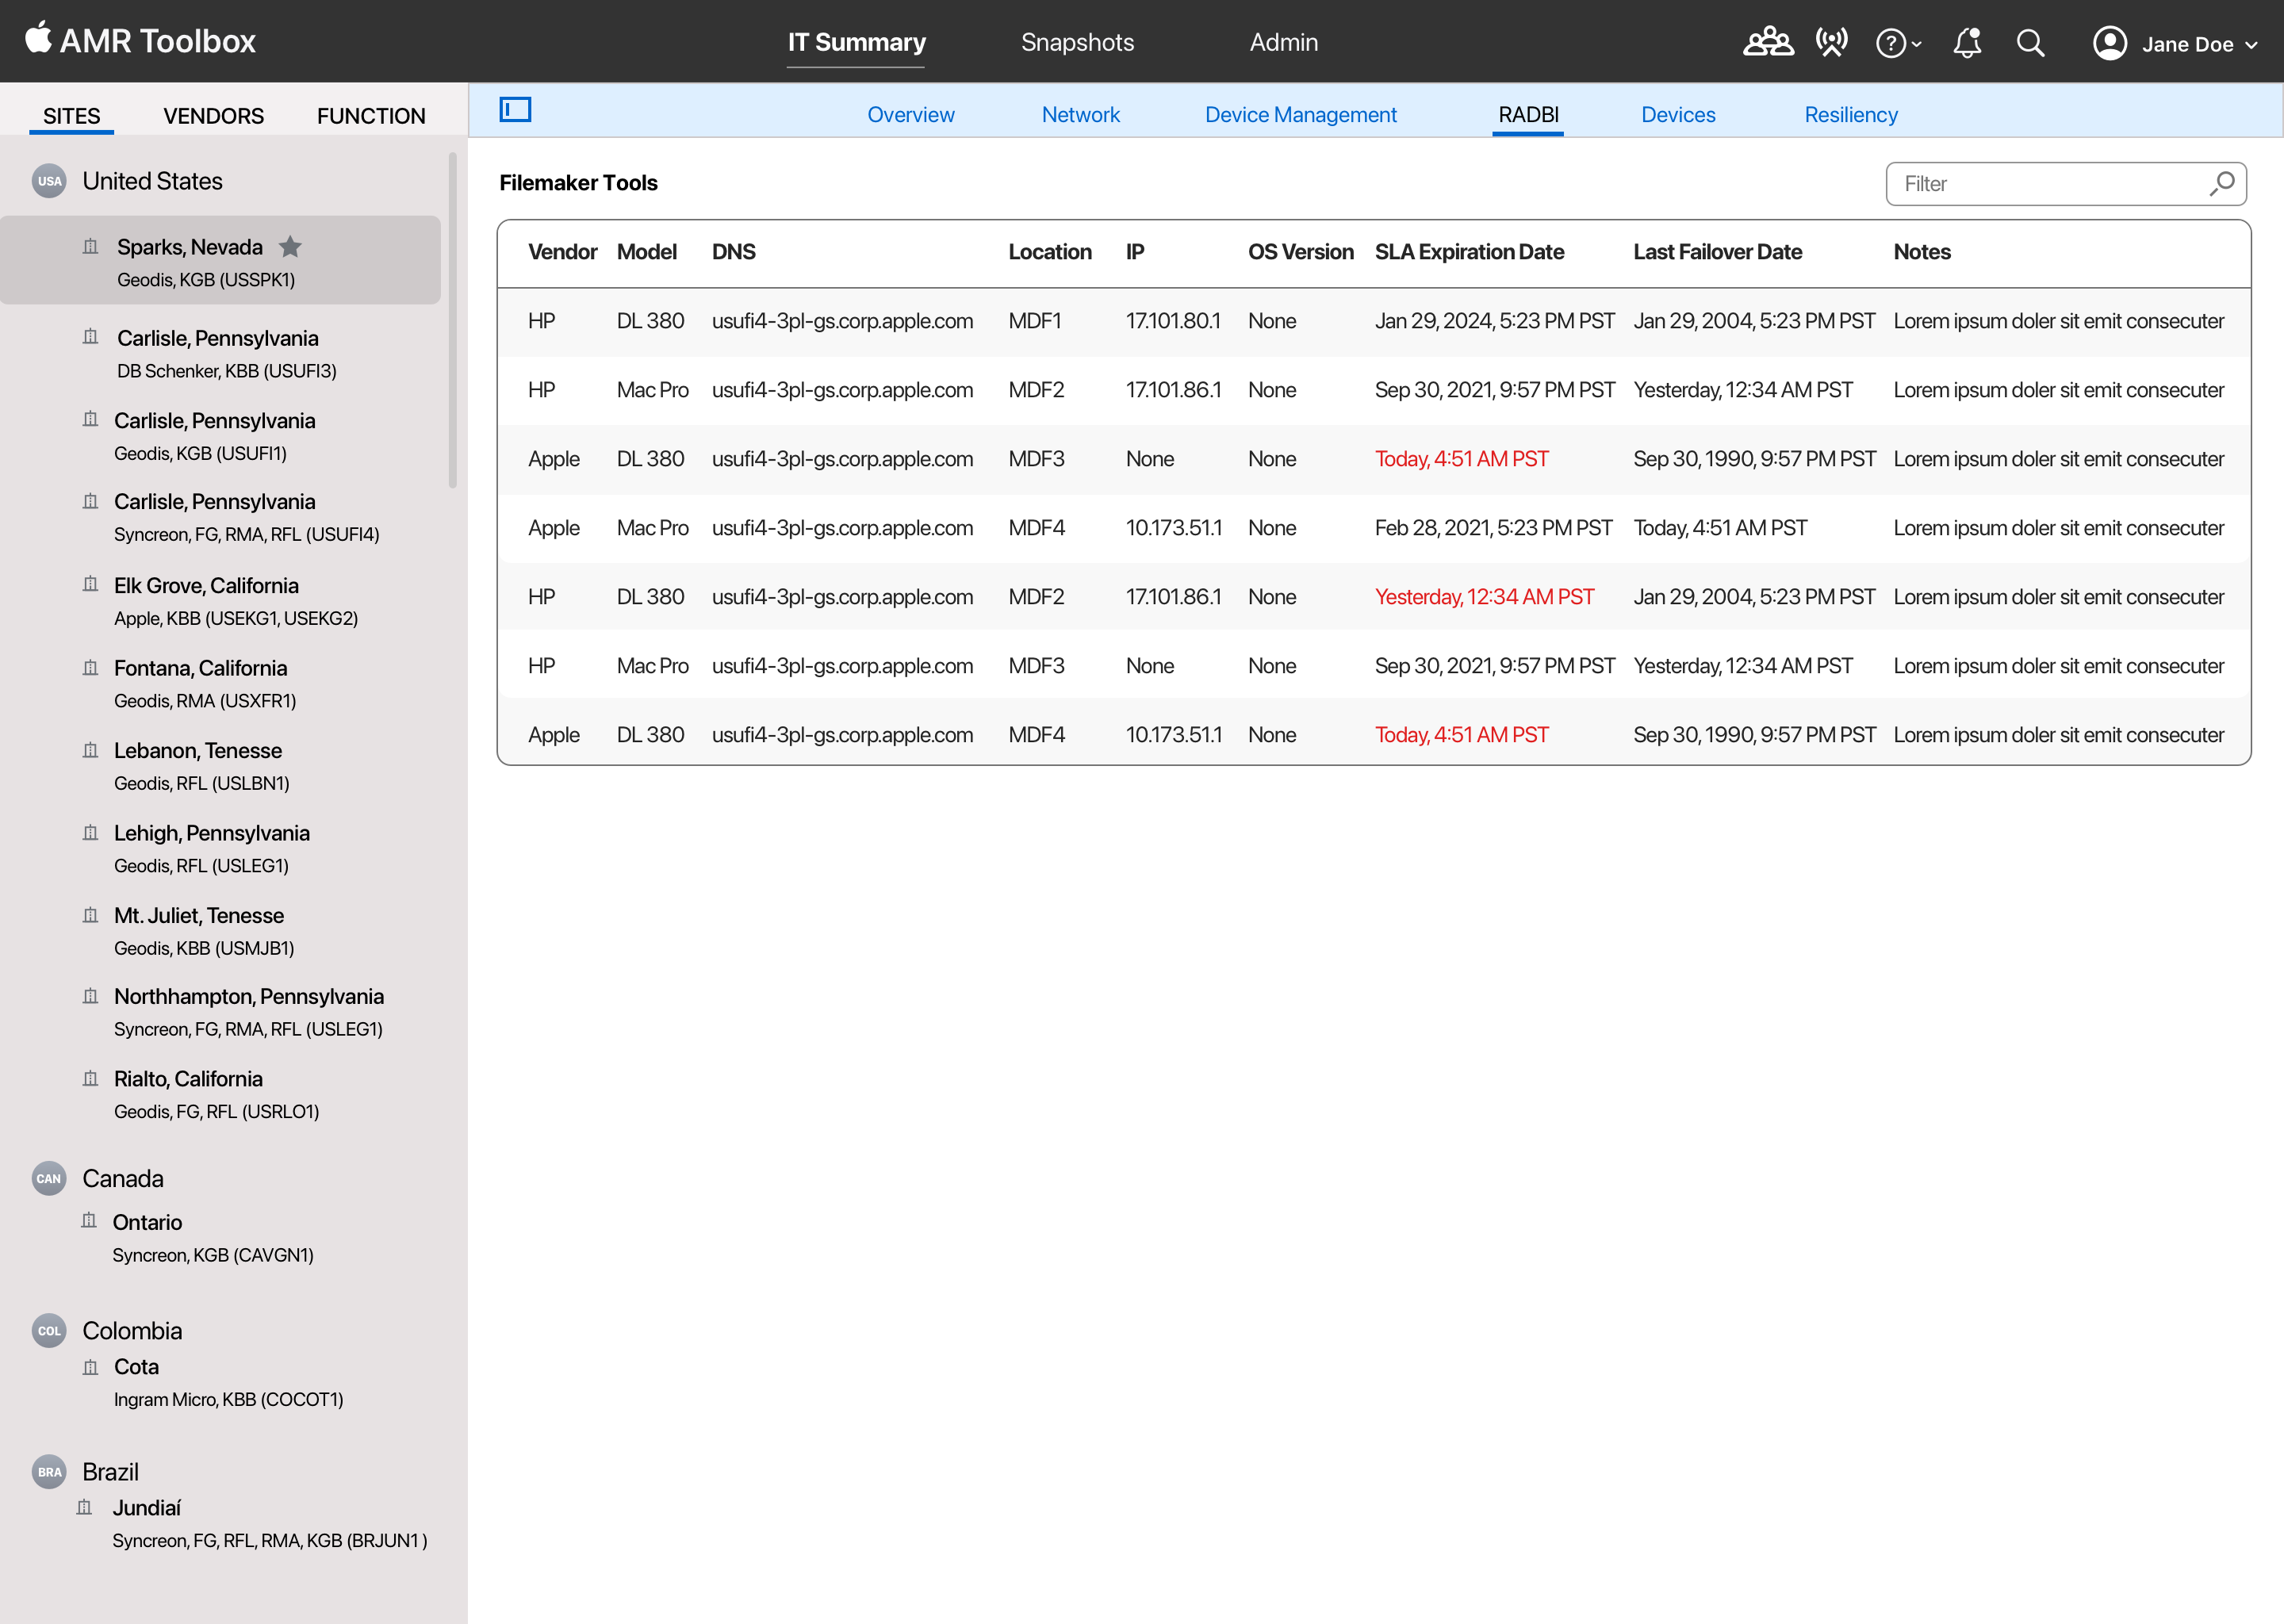 AMR Toolbox
IT Summary Snapshots Admin
Jane Doe
SITES VENDORS FUNCTION
USA United States
Sparks, Nevada
Geodis, KGB (USSPK1)
Carlisle, Pennsylvania
DB Schenker, KBB (USUFI3)
Carlisle, Pennsylvania
Geodis, KGB (USUFI1)
Carlisle, Pennsylvania
Syncreon, FG, RMA, RFL (USUFI4)
Elk Grove, California
Apple, KBB (USEKG1, USEKG2)
Fontana, California
Geodis, RMA (USXFR1)
Lebanon, Tenesse
Geodis, RFL (USLBN1)
Lehigh, Pennsylvania
Geodis, RFL (USLEG1)
Mt. Juliet, Tenesse
Geodis, KBB (USMJB1)
Northhampton, Pennsylvania
Syncreon, FG, RMA, RFL (USLEG1)
Rialto, California
Geodis, FG, RFL (USRLO1)
CAN Canada
Ontario
Syncreon, KGB (CAVGN1)
COL Colombia
Cota
Ingram Micro, KBB (COCOT1)
BRA Brazil
Jundiaí
Syncreon, FG, RFL, RMA, KGB (BRJUN1 )
Overview Network Device Management RADBI Devices Resiliency
Filemaker Tools
Filter
Vendor Model DNS Location IP OS Version SLA Expiration Date Last Failover Date Notes
HP DL 380 usufi4-3pl-gs.corp.apple.com MDF1 17.101.80.1 None Jan 29, 2024, 5:23 PM PST Jan 29, 2004, 5:23 PM PST Lorem ipsum doler sit emit consecuter
HP Mac Pro usufi4-3pl-gs.corp.apple.com MDF2 17.101.86.1 None Sep 30, 2021, 9:57 PM PST Yesterday, 12:34 AM PST Lorem ipsum doler sit emit consecuter
Apple DL 380 usufi4-3pl-gs.corp.apple.com MDF3 None None Today, 4:51 AM PST Sep 30, 1990, 9:57 PM PST Lorem ipsum doler sit emit consecuter
Apple Mac Pro usufi4-3pl-gs.corp.apple.com MDF4 10.173.51.1 None Feb 28, 2021, 5:23 PM PST Today, 4:51 AM PST Lorem ipsum doler sit emit consecuter
HP DL 380 usufi4-3pl-gs.corp.apple.com MDF2 17.101.86.1 None Yesterday, 12:34 AM PST Jan 29, 2004, 5:23 PM PST Lorem ipsum doler sit emit consecuter
HP Mac Pro usufi4-3pl-gs.corp.apple.com MDF3 None None Sep 30, 2021, 9:57 PM PST Yesterday, 12:34 AM PST Lorem ipsum doler sit emit consecuter
Apple DL 380 usufi4-3pl-gs.corp.apple.com MDF4 10.173.51.1 None Today, 4:51 AM PST Sep 30, 1990, 9:57 PM PST Lorem ipsum doler sit emit consecuter